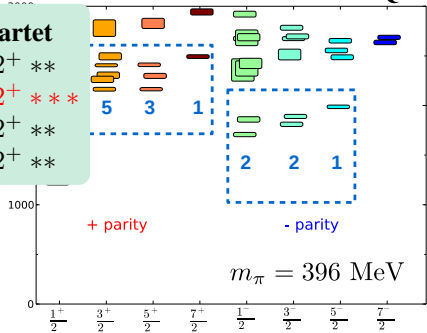 artet
2+ **
2+ ***
2+ **
2+ **
5 3 1
2 2 1
1000
+ parity
- parity
mπ = 396 MeV
0
1/2+ 3/2+ 5/2+ 7/2+ 1/2- 3/2- 5/2- 7/2-